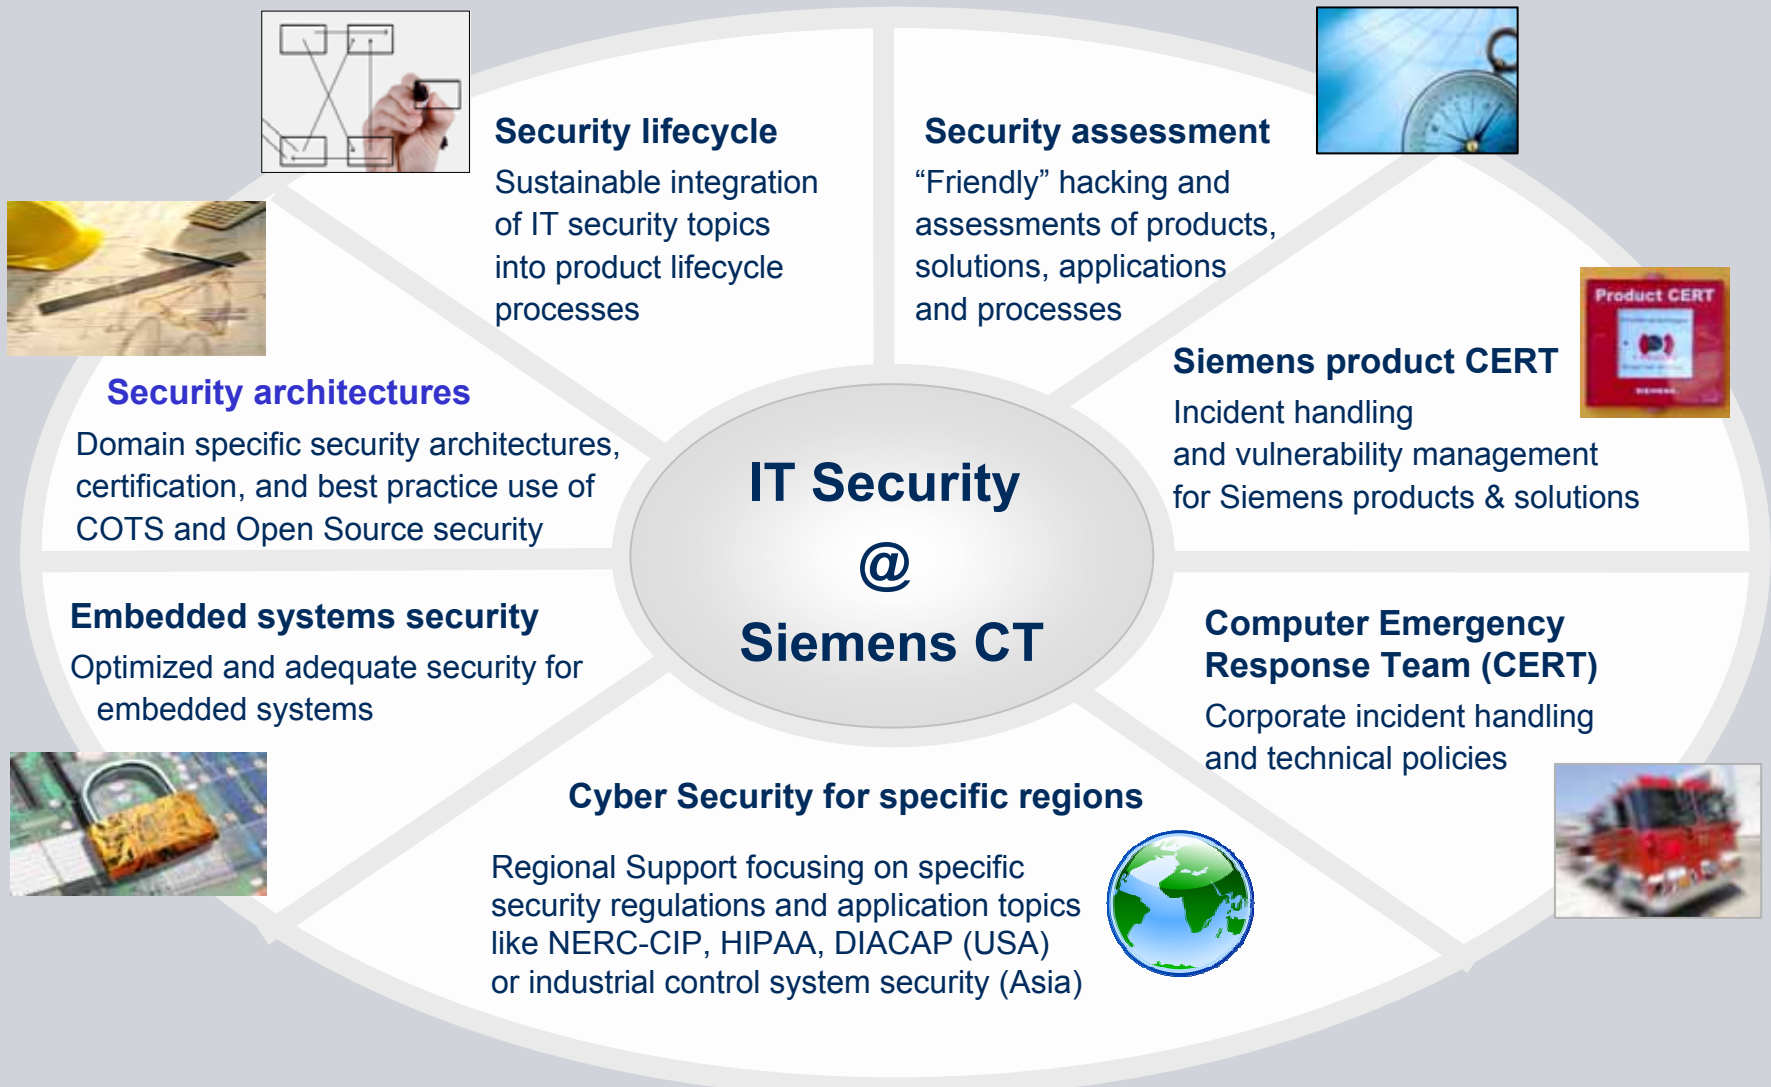 Security lifecycle
Sustainable integration
of IT security topics
into product lifecycle
processes
Security assessment
“Friendly” hacking and
assessments of products,
solutions, applications
and processes
Product CERT
SIEMENS
Siemens product CERT
Incident handling
and vulnerability management
for Siemens products & solutions
Security architectures
Domain specific security architectures,
certification, and best practice use of
COTS and Open Source security
IT Security
@
Siemens CT
Embedded systems security
Optimized and adequate security for
embedded systems
Computer Emergency
Response Team (CERT)
Corporate incident handling
and technical policies
Cyber Security for specific regions
Regional Support focusing on specific
security regulations and application topics
like NERC-CIP, HIPAA, DIACAP (USA)
or industrial control system security (Asia)